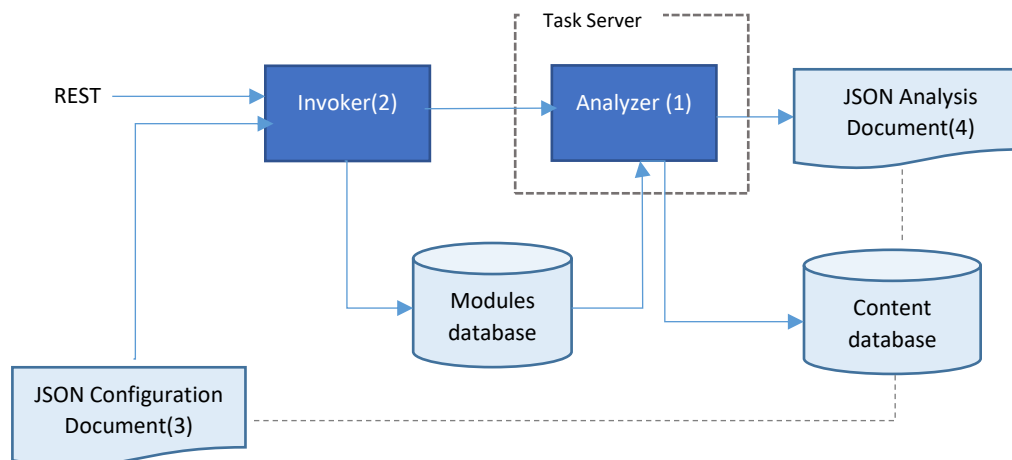 Task Server
REST
Invoker(2)
Analyzer (1)
JSON Analysis
Document(4)
Modules
database
Content
database
JSON Configuration
Document(3)